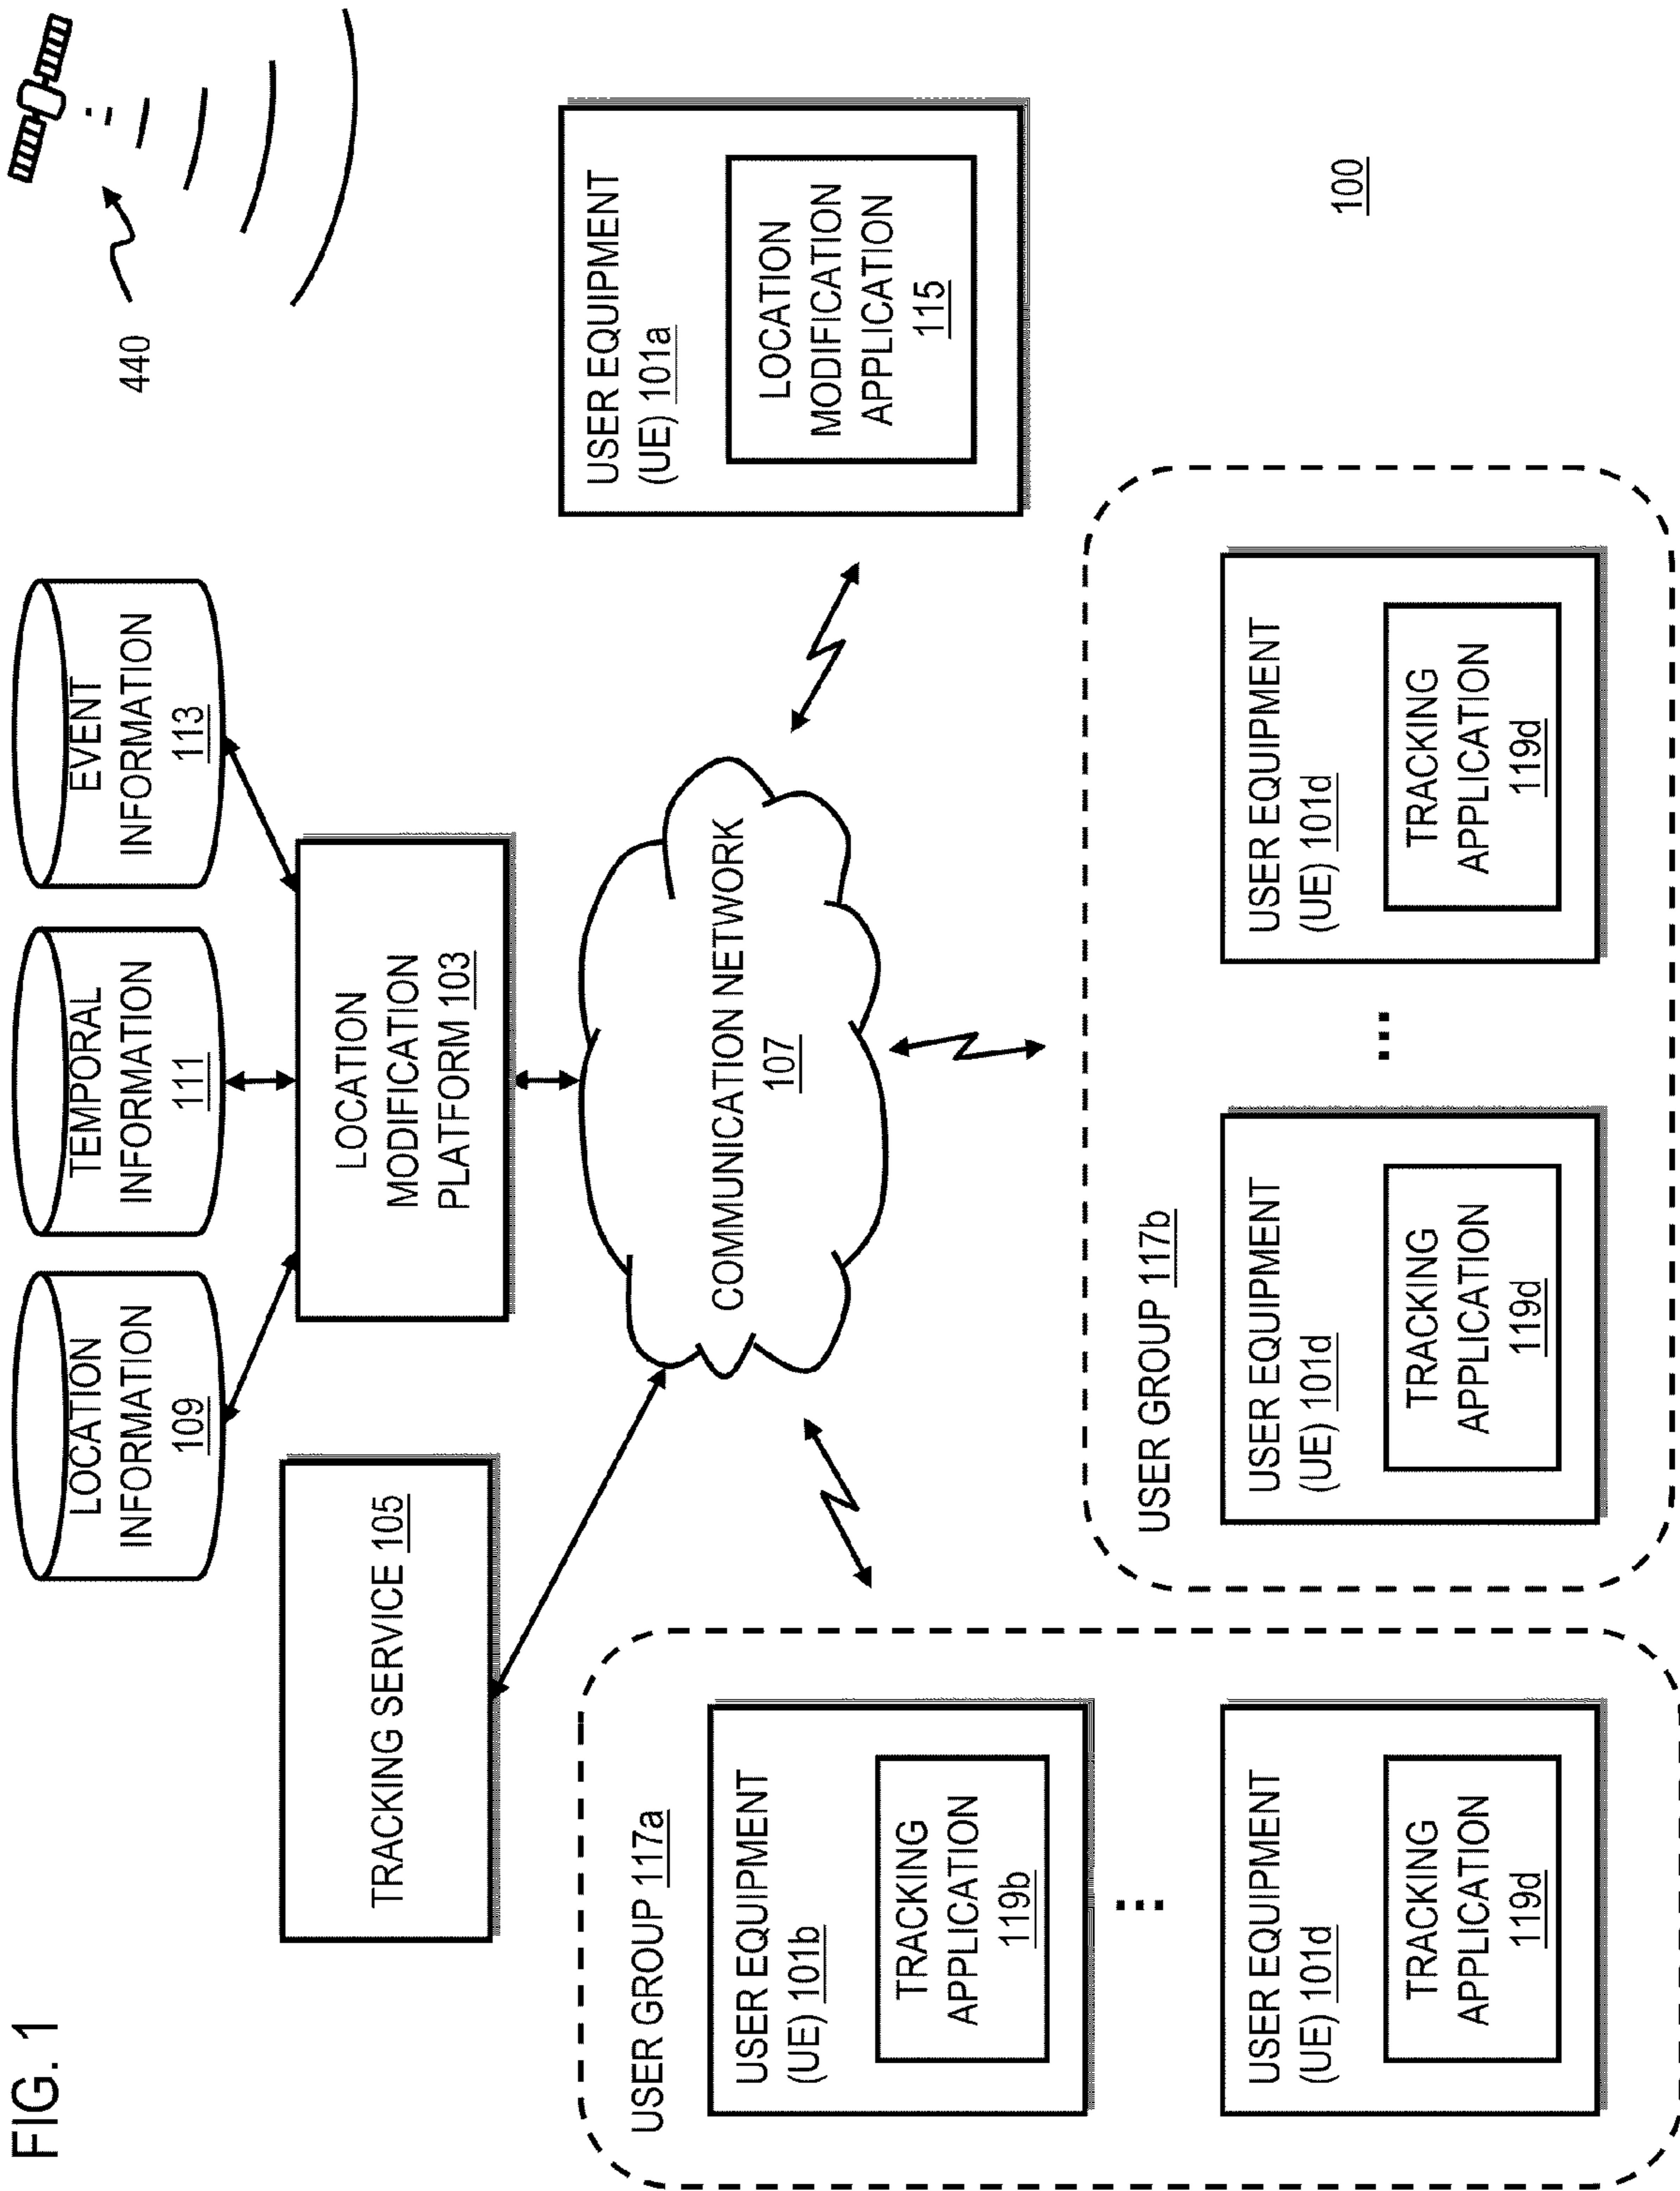 FIG. 1
LOCATION
INFORMATION
109
TEMPORAL
INFORMATION
111
EVENT
INFORMATION
113
440
TRACKING SERVICE 105
LOCATION
MODIFICATION
PLATFORM 103
COMMUNICATION NETWORK
107
USER EQUIPMENT
(UE) 101a
LOCATION
MODIFICATION
APPLICATION
115
USER GROUP 117a
USER EQUIPMENT
(UE) 101b
TRACKING
APPLICATION
119b
...
USER EQUIPMENT
(UE) 101d
TRACKING
APPLICATION
119d
USER GROUP 117b
USER EQUIPMENT
(UE) 101d
TRACKING
APPLICATION
119d
...
USER EQUIPMENT
(UE) 101d
TRACKING
APPLICATION
119d
100